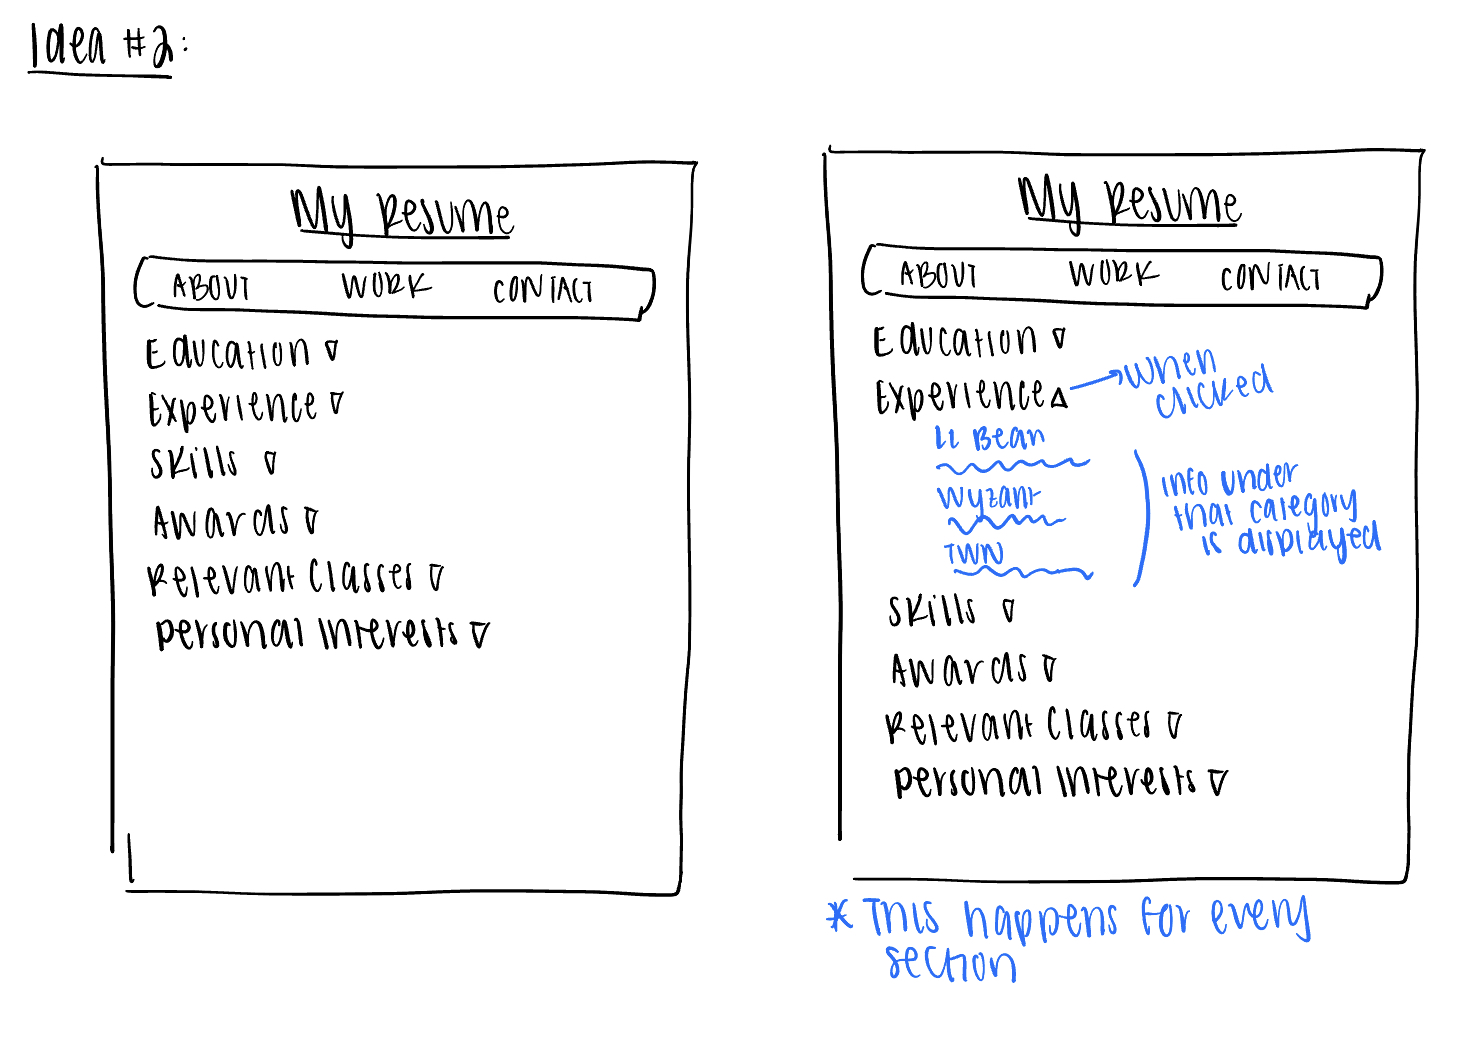 Idea #2:
My Resume
ABOUT WORK CONTACT
Education
Experience
Skills
Awards
Relevant Classes
Personal Interests
My Resume
ABOUT WORK CONTACT
Education
Experience
when
clicked
LL Bean
Wyzant
TWN
info under
that category
is displayed
Skills
Awards
Relevant Classes
Personal Interests
* This happens for every
section